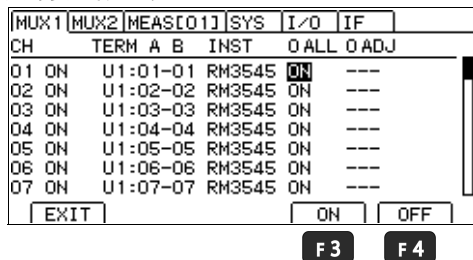 MUX1 MUX2 MEAS[01] SYS I/O IF
CH TERM A B INST 0 ALL 0 ADJ
01 ON U1:01-01 RM3545 ON ---
02 ON U1:02-02 RM3545 ON ---
03 ON U1:03-03 RM3545 ON ---
04 ON U1:04-04 RM3545 ON ---
05 ON U1:05-05 RM3545 ON ---
06 ON U1:06-06 RM3545 ON ---
07 ON U1:07-07 RM3545 ON ---
EXIT ON OFF
F3 F4